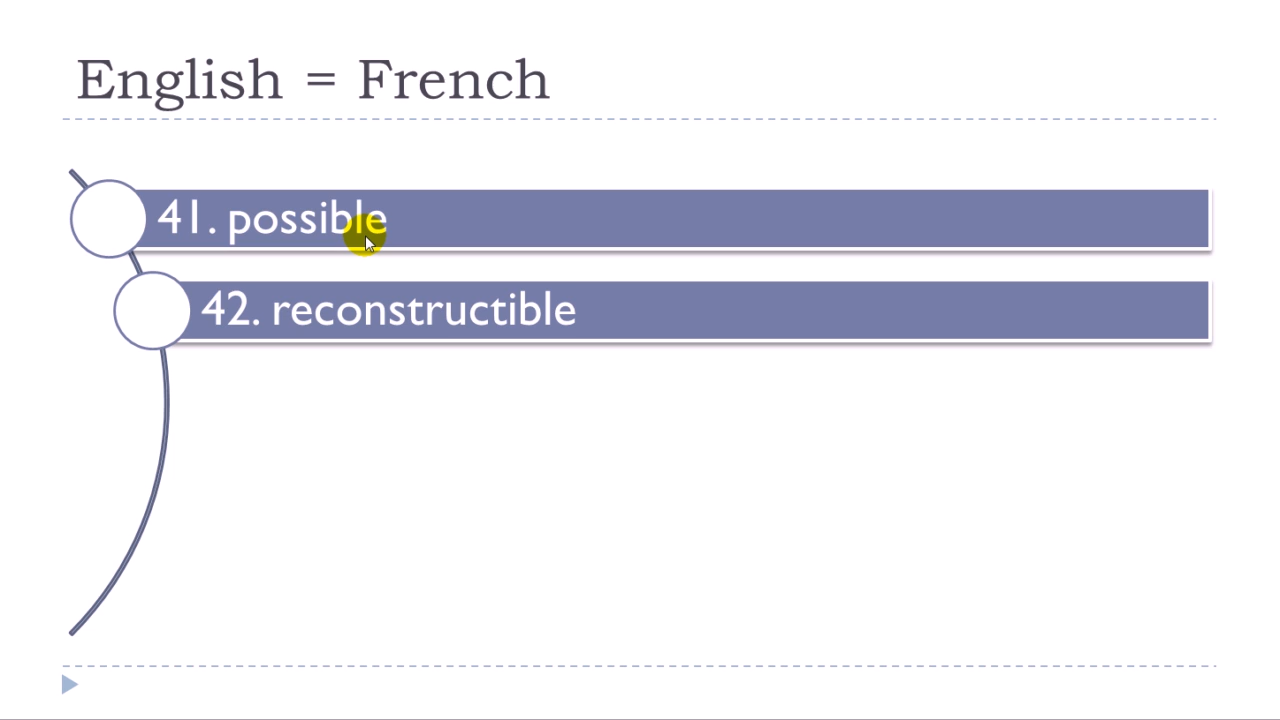 English = French
41. possible
42. reconstructible